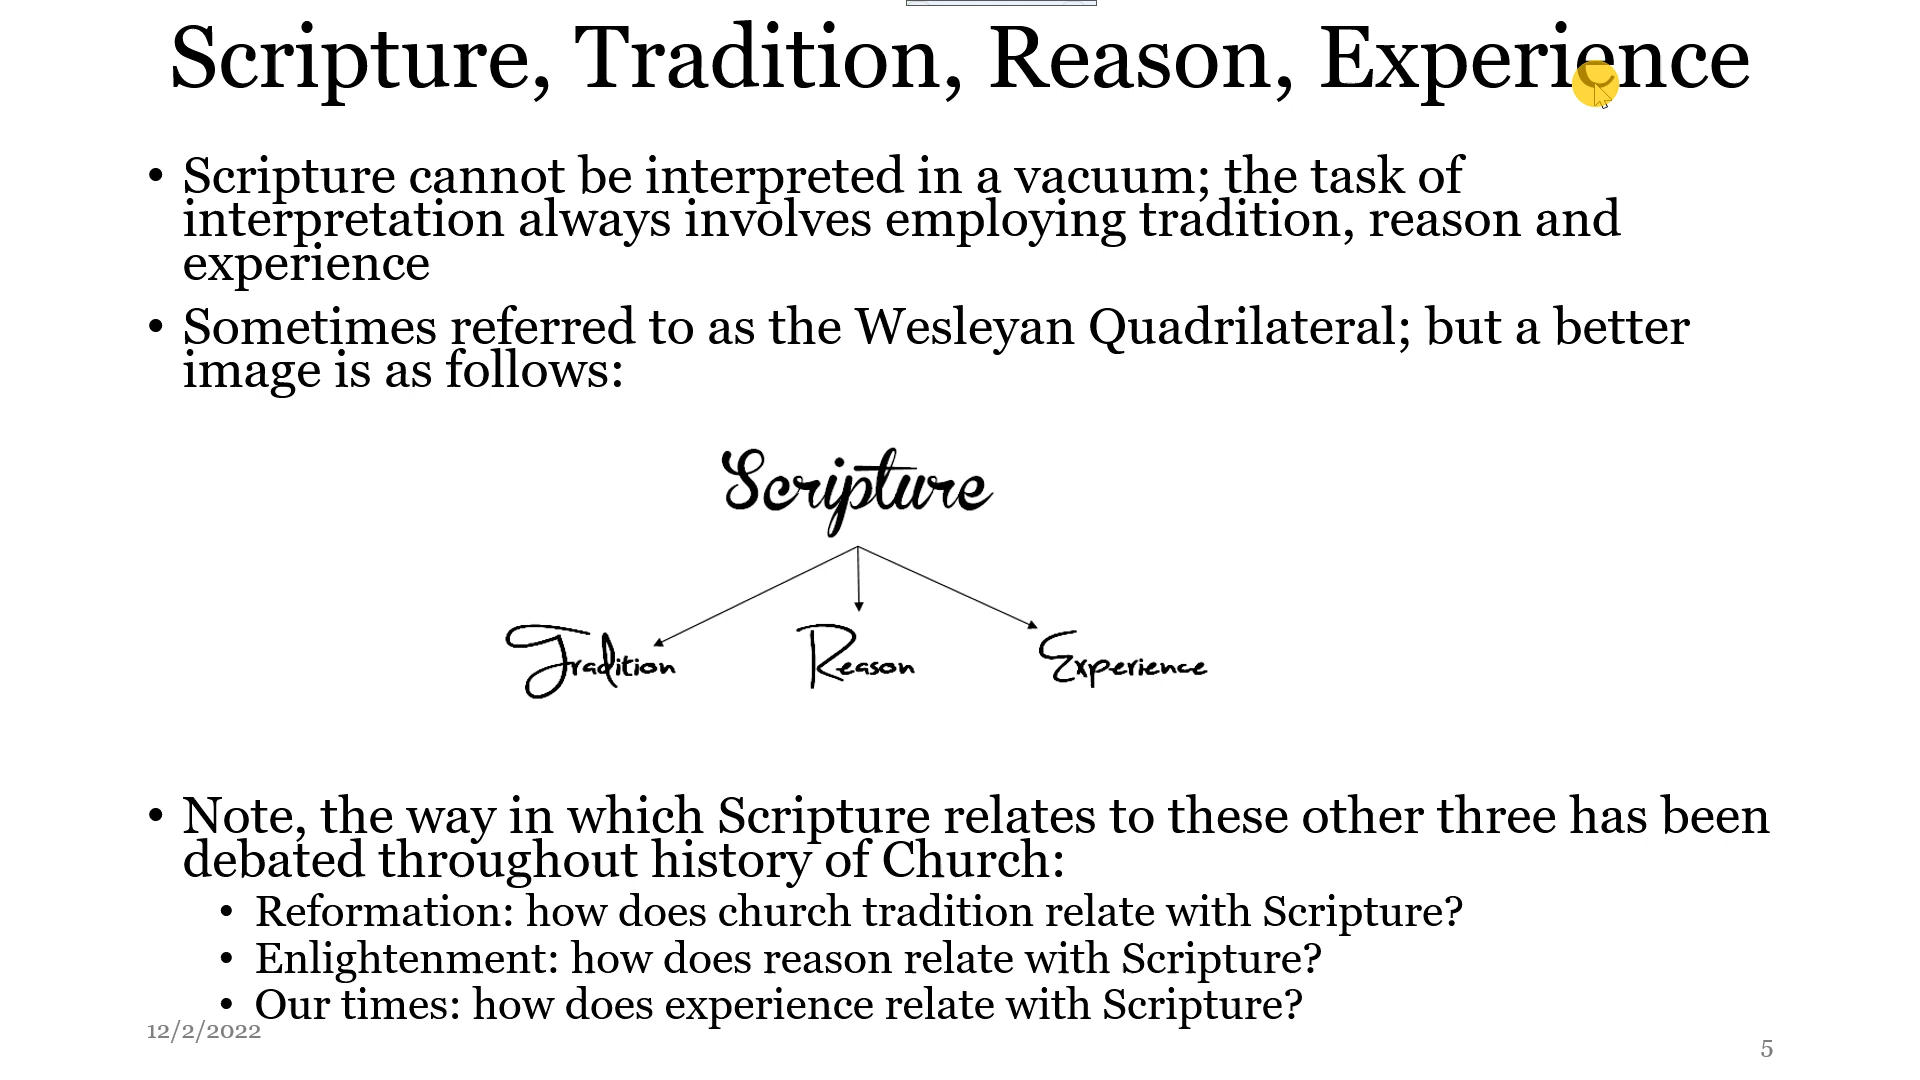 Scripture, Tradition, Reason, Experience
• Scripture cannot be interpreted in a vacuum; the task of
interpretation always involves employing tradition, reason and
experience
• Sometimes referred to as the Wesleyan Quadrilateral; but a better
image is as follows:
Scripture
Tradition Reason Experience
• Note, the way in which Scripture relates to these other three has been
debated throughout history of Church:
• Reformation: how does church tradition relate with Scripture?
• Enlightenment: how does reason relate with Scripture?
• Our times: how does experience relate with Scripture?
12/2/2022
5